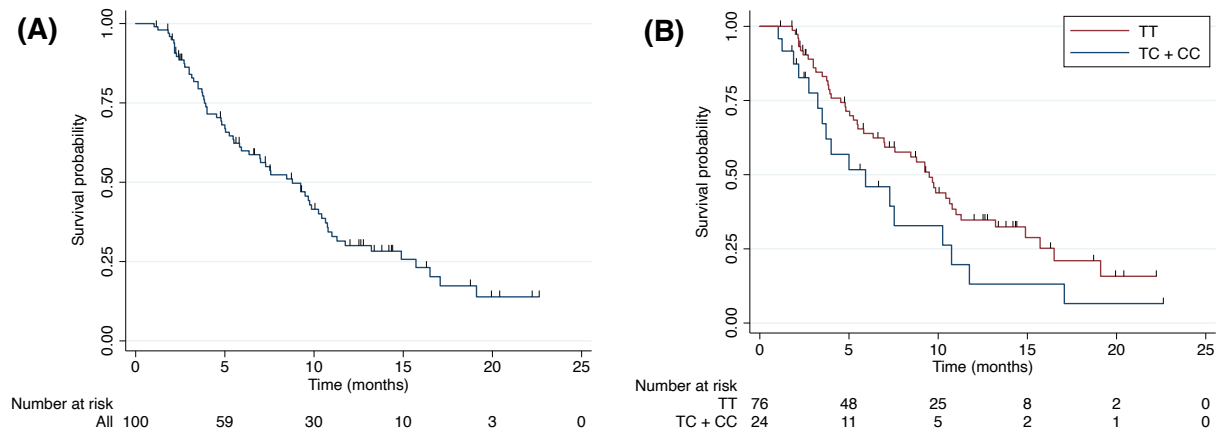 (A)
Survival probability
1.00
0.75
0.50
0.25
0.00
0 5 10 15 20 25
Time (months)
Number at risk
All 100 59 30 10 3 0
(B)
Survival probability
1.00
0.75
0.50
0.25
0.00
TT
TC + CC
0 5 10 15 20 25
Time (months)
Number at risk
TT 76 48 25 8 2 0
TC + CC 24 11 5 2 1 0